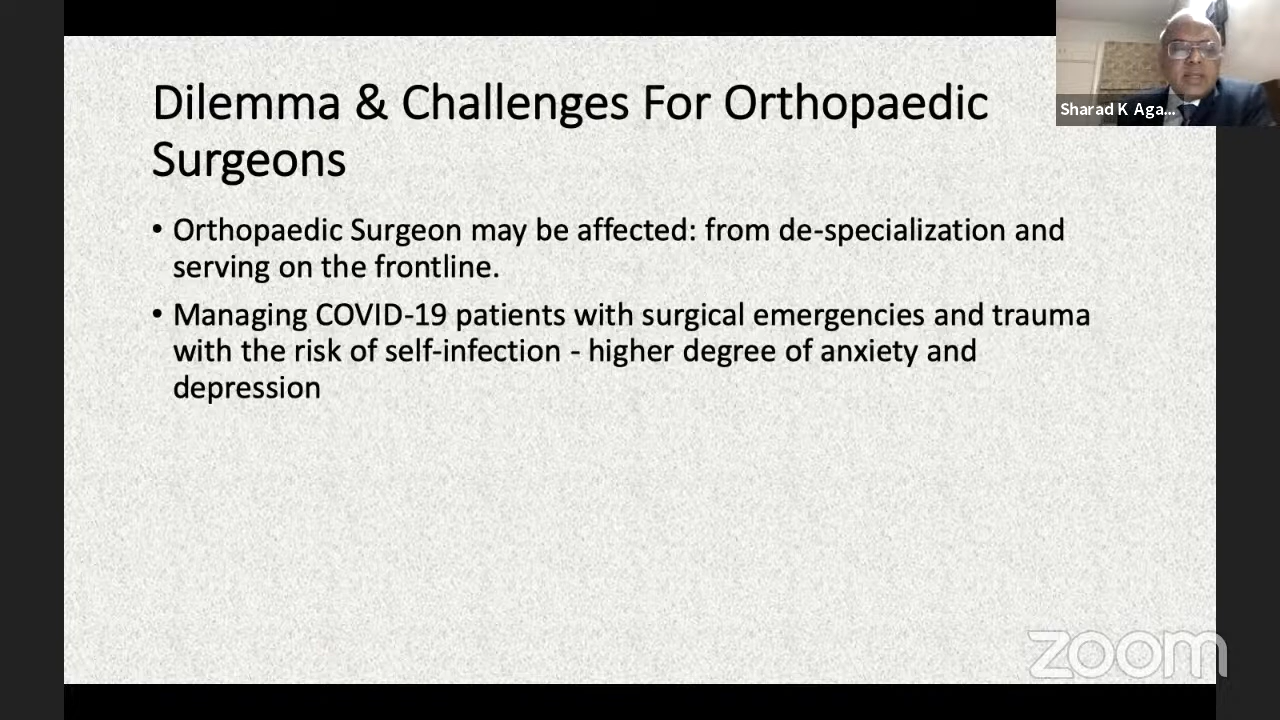 Dilemma & Challenges For Orthopaedic
Surgeons
• Orthopaedic Surgeon may be affected: from de-specialization and
serving on the frontline.
• Managing COVID-19 patients with surgical emergencies and trauma
with the risk of self-infection - higher degree of anxiety and
depression
Sharad K Aga...
zoom